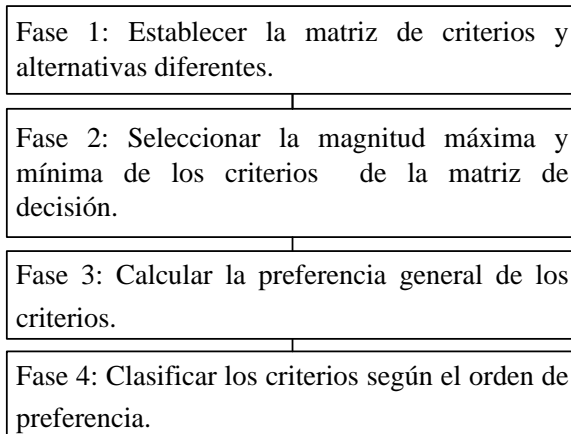 Fase 1: Establecer la matriz de criterios y
alternativas diferentes.
Fase 2: Seleccionar la magnitud máxima y
mínima de los criterios de la matriz de
decisión.
Fase 3: Calcular la preferencia general de los
criterios.
Fase 4: Clasificar los criterios según el orden de
preferencia.